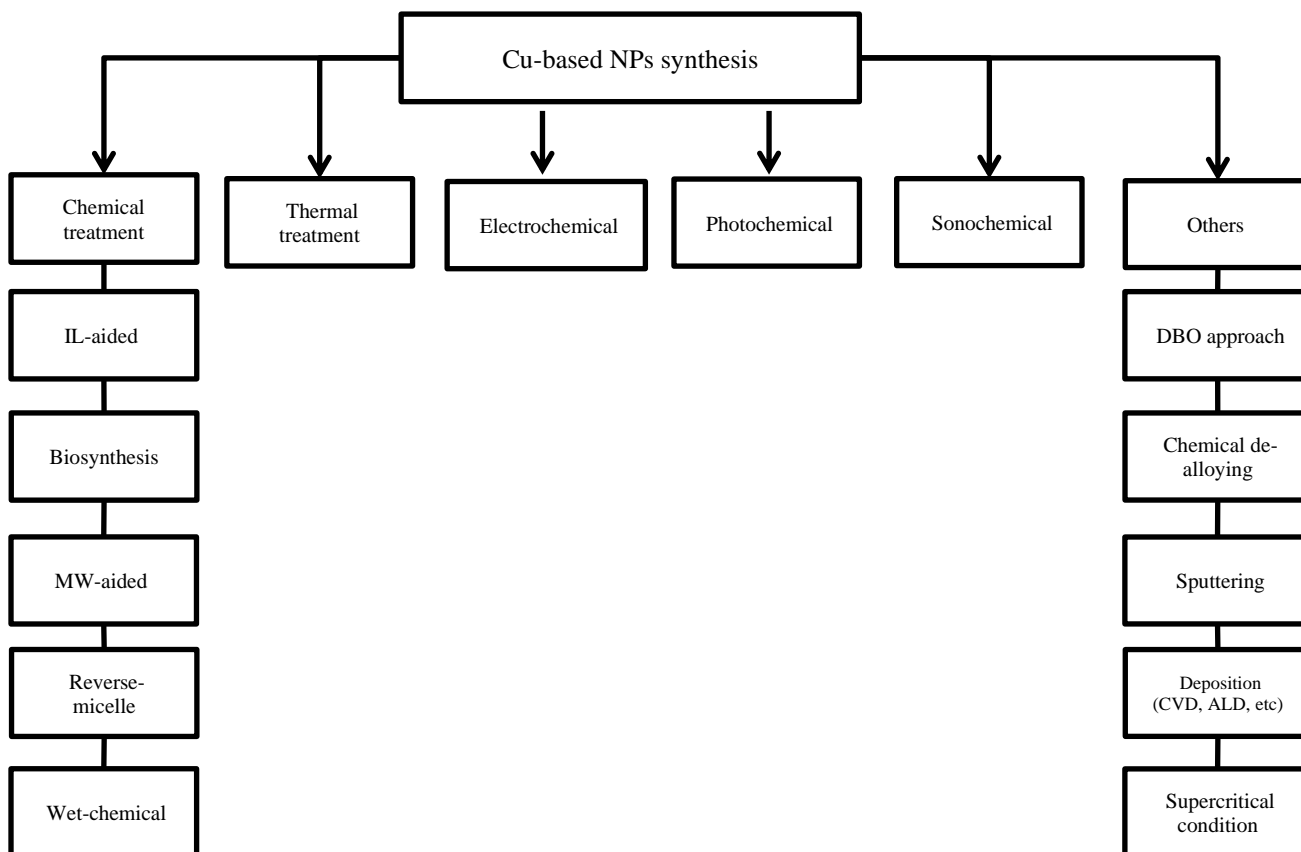 Cu-based NPs synthesis
Chemical
treatment
Thermal
treatment
Electrochemical
Photochemical
Sonochemical
Others
IL-aided
Biosynthesis
MW-aided
Reverse-
micelle
Wet-chemical
DBO approach
Chemical de-
alloying
Sputtering
Deposition
(CVD, ALD, etc)
Supercritical
condition